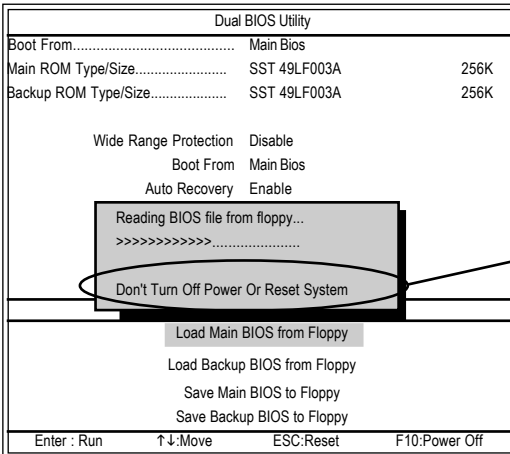 Dual BIOS Utility
Boot From........................................ Main Bios
Main ROM Type/Size....................... SST 49LF003A 256K
Backup ROM Type/Size................... SST 49LF003A 256K
Wide Range Protection Disable
Boot From Main Bios
Auto Recovery Enable
Reading BIOS file from floppy...
>>>>>>>>>>>>......................
Don't Turn Off Power Or Reset System
Load Main BIOS from Floppy
Load Backup BIOS from Floppy
Save Main BIOS to Floppy
Save Backup BIOS to Floppy
Enter : Run ↑↓:Move ESC:Reset F10:Power Off